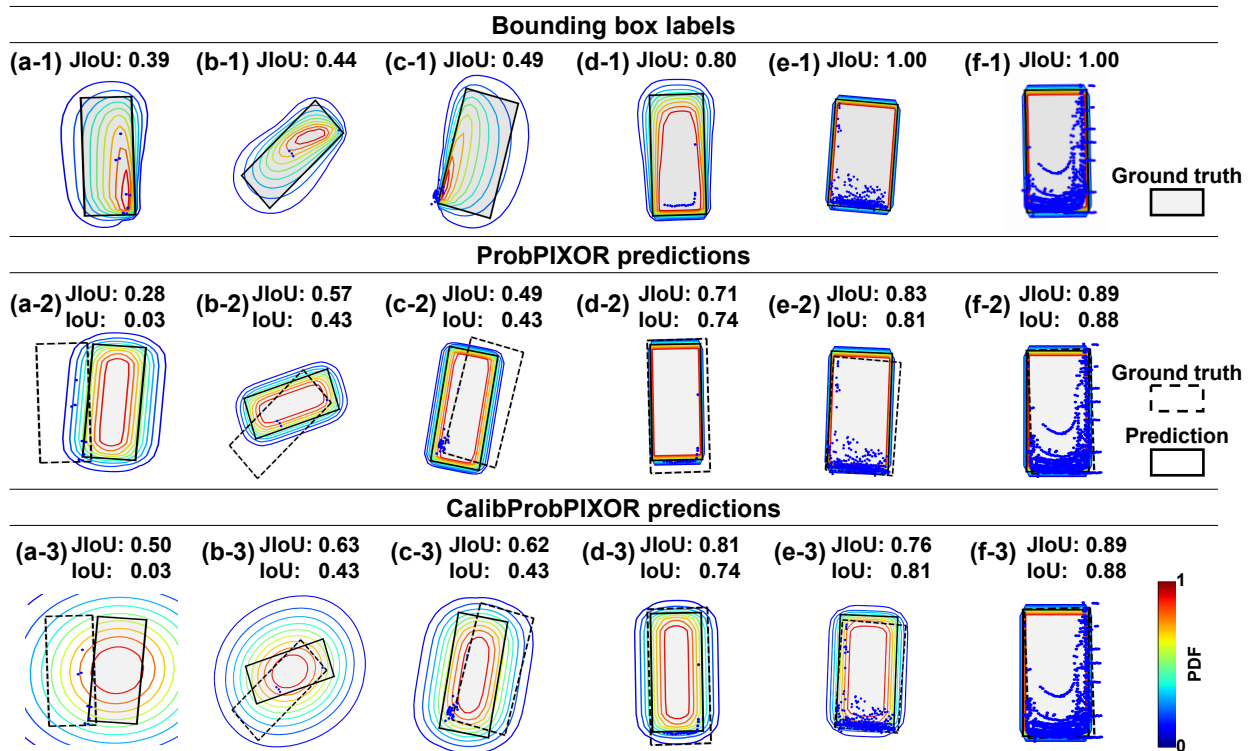 Bounding box labels
(a-1) JIoU: 0.39
(b-1) JIoU: 0.44
(c-1) JIoU: 0.49
(d-1) JIoU: 0.80
(e-1) JIoU: 1.00
(f-1) JIoU: 1.00
Ground truth
ProbPIXOR predictions
(a-2) JIoU: 0.28
IoU: 0.03
(b-2) JIoU: 0.57
IoU: 0.43
(c-2) JIoU: 0.49
IoU: 0.43
(d-2) JIoU: 0.71
IoU: 0.74
(e-2) JIoU: 0.83
IoU: 0.81
(f-2) JIoU: 0.89
IoU: 0.88
Ground truth
Prediction
CalibProbPIXOR predictions
(a-3) JIoU: 0.50
IoU: 0.03
(b-3) JIoU: 0.63
IoU: 0.43
(c-3) JIoU: 0.62
IoU: 0.43
(d-3) JIoU: 0.81
IoU: 0.74
(e-3) JIoU: 0.76
IoU: 0.81
(f-3) JIoU: 0.89
IoU: 0.88
1
PDF
0